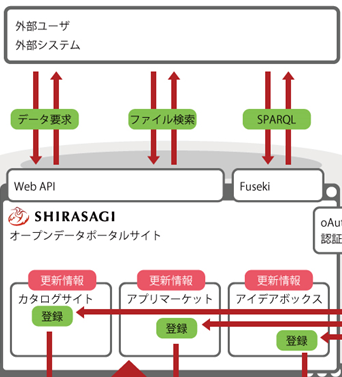 外部ユーザ
外部システム
データ要求
ファイル検索
SPARQL
Web API
Fuseki
SHIRASAGI
オープンデータポータルサイト
oAut
認証
更新情報
更新情報
更新情報
カタログサイト
アプリマーケット
アイデアボックス
登録
登録
登録